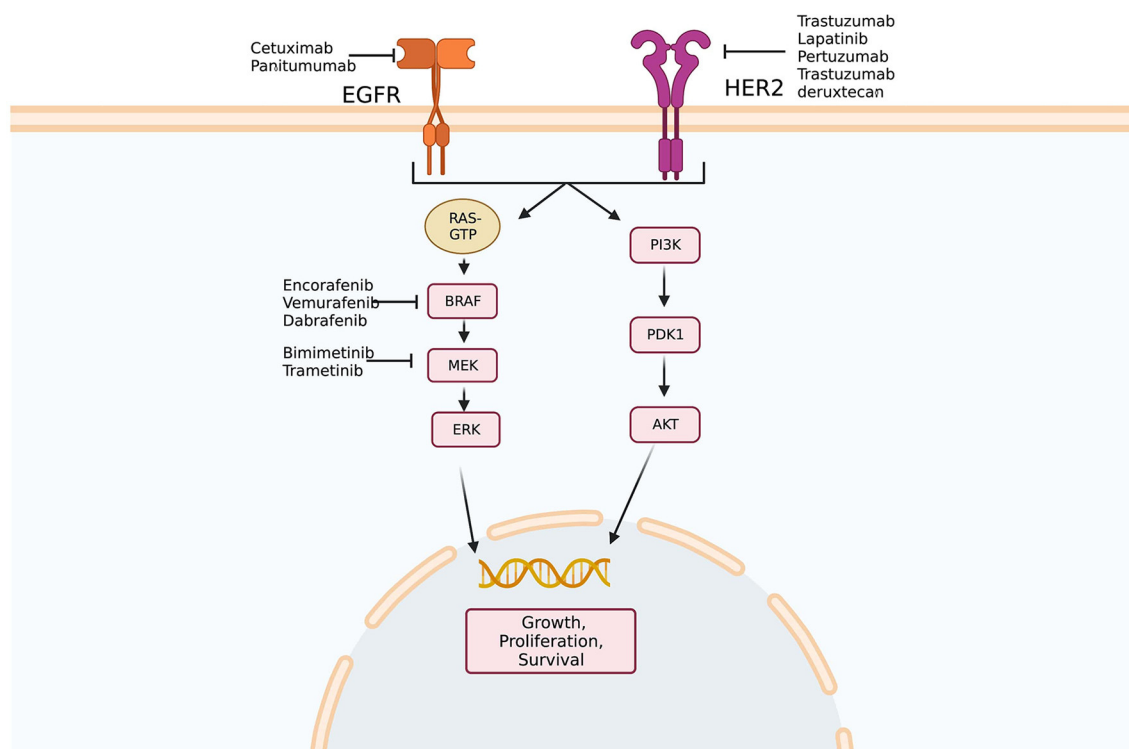 Cetuximab
Panitumumab
EGFR
Trastuzumab
Lapatinib
Pertuzumab
Trastuzumab
deruxtecan
HER2
RAS-
GTP
PI3K
Encorafenib
Vemurafenib
Dabrafenib
BRAF
PDK1
Bimimetinib
Trametinib
MEK
ERK
AKT
Growth,
Proliferation,
Survival